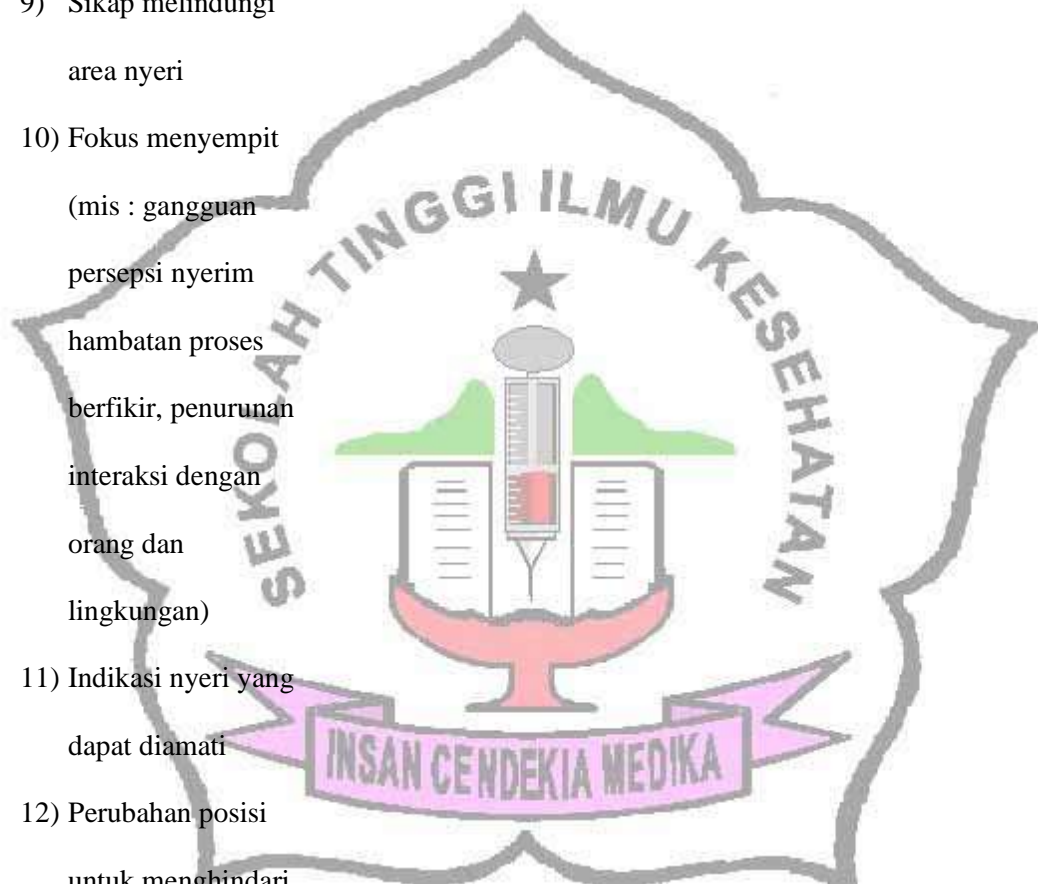 9) Sikap melindungi
area nyeri
10) Fokus menyempit
(mis : gangguan
persepsi nyerim
hambatan proses
berfikir, penurunan
interaksi dengan
orang dan
lingkungan)
11) Indikasi nyeri yang
dapat diamati
12) Perubahan posisi
untuk menghindari
SEKOLAH TINGGI ILMU KESEHATAN
INSAN CENDEKIA MEDIKA